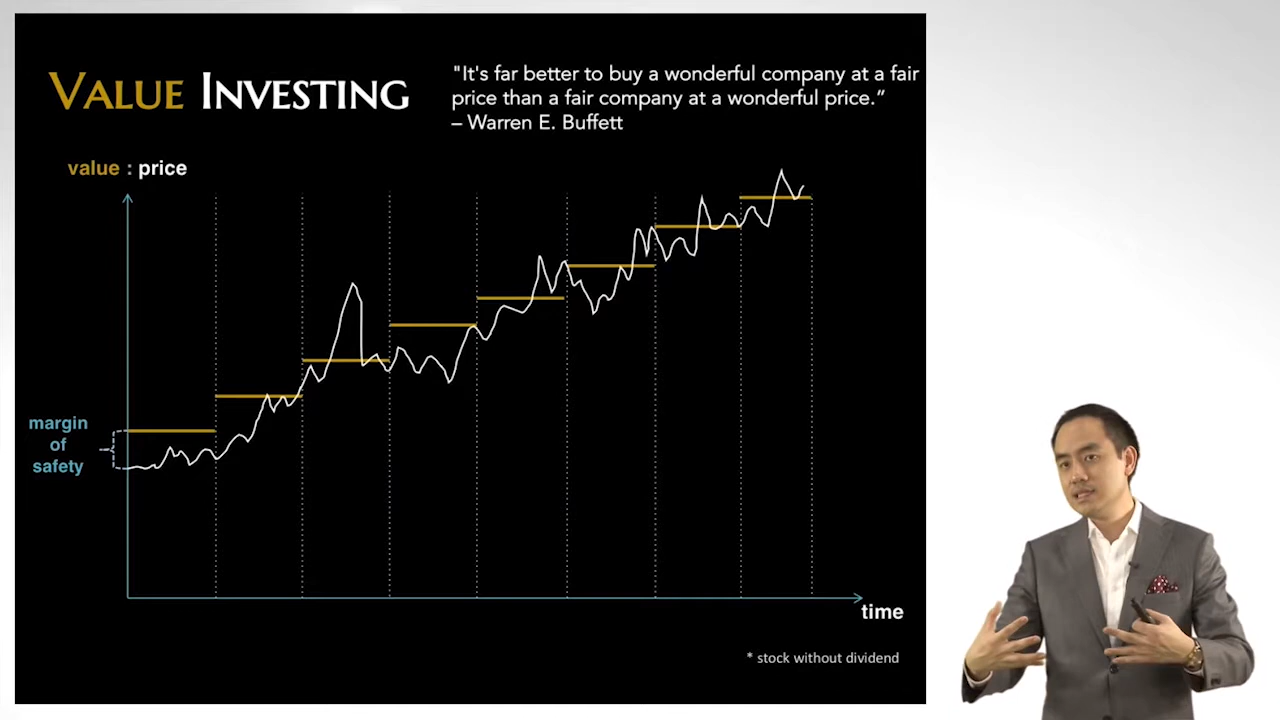 VALUE INVESTING
"It's far better to buy a wonderful company at a fair
price than a fair company at a wonderful price.”
– Warren E. Buffett
value : price
margin
of
safety
time
* stock without dividend